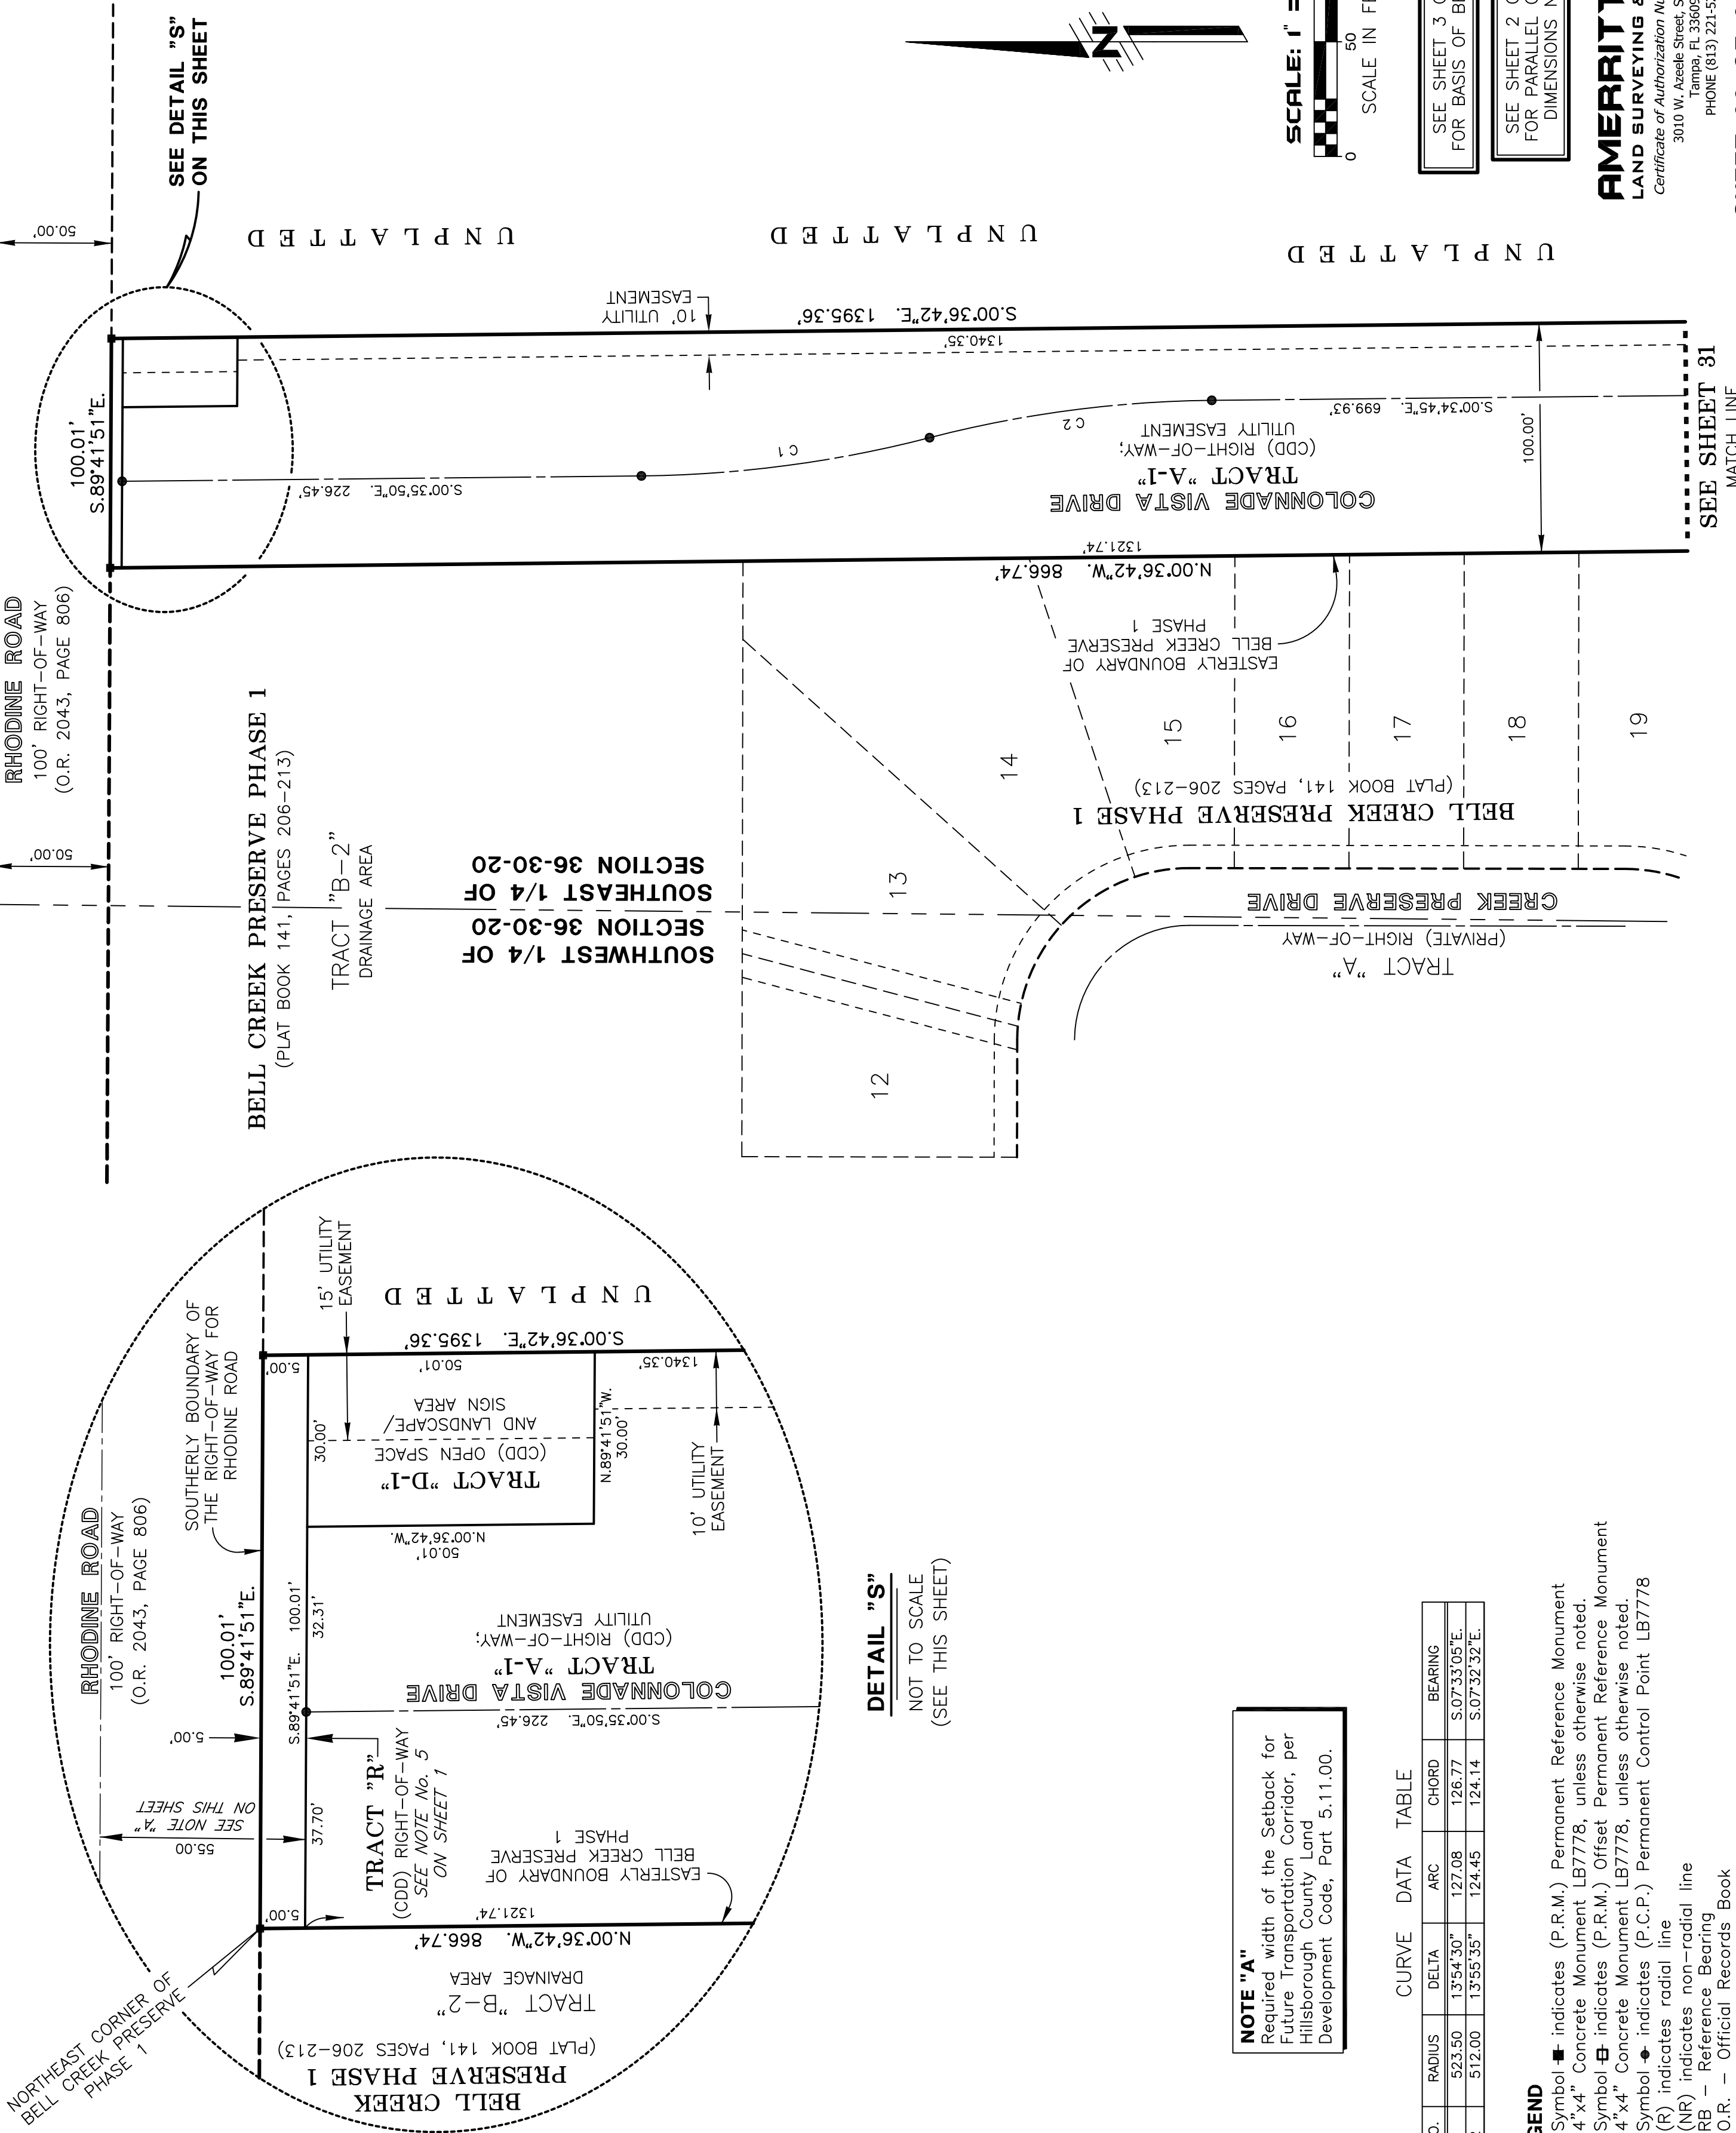 RHODINE ROAD
100' RIGHT-OF-WAY
(O.R. 2043, PAGE 806)
50.00'
50.00'
100.01'
S.89°41'51"E.
SEE DETAIL "S"
ON THIS SHEET
BELL CREEK PRESERVE PHASE 1
(PLAT BOOK 141, PAGES 206-213)
TRACT "B-2"
DRAINAGE AREA
SOUTHEAST 1/4 OF
SECTION 36-30-20
SOUTHWEST 1/4 OF
SECTION 36-30-20
UNPLATTED
UNPLATTED
UNPLATTED
10' UTILITY
EASEMENT
S.00°36'42"E. 1395.36'
1340.35'
S.00°35'50"E. 226.45'
C1
C2
S.00°34'45"E. 699.93'
COLONNADE VISTA DRIVE
TRACT "A-1"
(CDD) RIGHT-OF-WAY;
UTILITY EASEMENT
100.00'
1321.74'
N.00°36'42"W. 866.74'
EASTERLY BOUNDARY OF
BELL CREEK PRESERVE
PHASE 1
12
13
14
15
16
17
18
19
BELL CREEK PRESERVE PHASE 1
(PLAT BOOK 141, PAGES 206-213)
CREEK PRESERVE DRIVE
TRACT "A"
(PRIVATE) RIGHT-OF-WAY
SEE SHEET 31
MATCH LINE
N
SCALE: 1" =
0
50
SCALE IN
SEE SHEET 3
FOR BASIS OF
SEE SHEET 2
FOR PARALLEL
DIMENSIONS
LAND SURVEYING &
Certificate of Authorization
3010 W. Azeele Street,
Tampa, FL 33609
PHONE (813)
NORTHEAST CORNER OF
BELL CREEK PRESERVE
PHASE 1
RHODINE ROAD
100' RIGHT-OF-WAY
(O.R. 2043, PAGE 806)
SOUTHERLY BOUNDARY OF
THE RIGHT-OF-WAY FOR
RHODINE ROAD
100.01'
S.89°41'51"E.
5.00'
55.00
SEE NOTE "A"
ON THIS SHEET
S.89°41'51"E. 100.01'
37.70'
32.31'
30.00'
5.00'
5.00'
TRACT "R"
(CDD) RIGHT-OF-WAY
SEE NOTE No. 5
ON SHEET 1
15' UTILITY
EASEMENT
UNPLATTED
S.00°36'42"E. 1395.36'
50.01'
1340.35'
TRACT "D-1"
(CDD) OPEN SPACE
AND LANDSCAPE/
SIGN AREA
N.00°36'42"W.
50.01'
N.89°41'51"W.
30.00'
10' UTILITY
EASEMENT
COLONNADE VISTA DRIVE
TRACT "A-1"
(CDD) RIGHT-OF-WAY;
UTILITY EASEMENT
S.00°35'50"E. 226.45'
EASTERLY BOUNDARY OF
BELL CREEK PRESERVE
PHASE 1
1321.74'
N.00°36'42"W. 866.74'
TRACT "B-2"
DRAINAGE AREA
BELL CREEK
PRESERVE PHASE 1
(PLAT BOOK 141, PAGES 206-213)
DETAIL "S"
NOT TO SCALE
(SEE THIS SHEET)
NOTE "A"
Required width of the Setback for
Future Transportation Corridor, per
Hillsborough County Land
Development Code, Part 5.11.00.
CURVE DATA TABLE
RADIUS DELTA ARC CHORD BEARING
523.50 13°54'30" 127.08 126.77 S.07°33'05"E.
512.00 13°55'35" 124.45 124.14 S.07°32'32"E.
Symbol indicates (P.R.M.) Permanent Reference Monument
4"x4" Concrete Monument LB7778, unless otherwise noted.
Symbol indicates (P.R.M.) Offset Permanent Reference Monument
4"x4" Concrete Monument LB7778, unless otherwise noted.
Symbol indicates (P.C.P.) Permanent Control Point LB7778
(R) indicates radial line
(NR) indicates non-radial line
RB - Reference Bearing
O.R. - Official Records Book